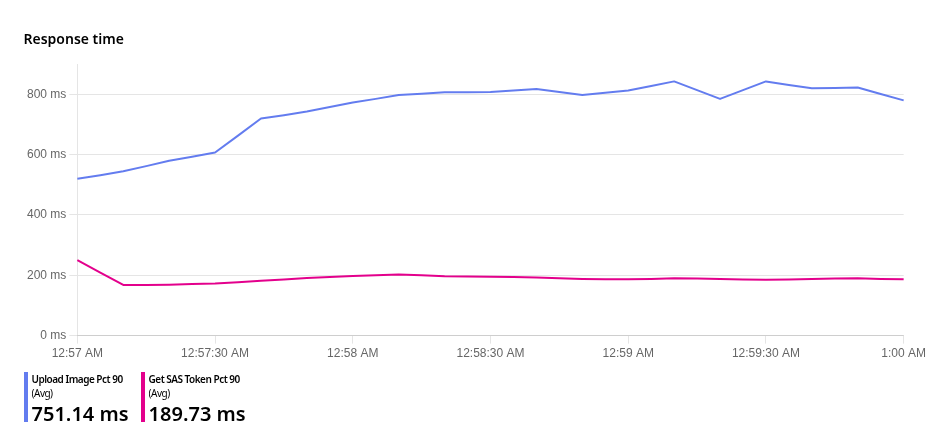 Response time
800 ms
600 ms
400 ms
200 ms
0 ms
12:57 AM 12:57:30 AM 12:58 AM 12:58:30 AM 12:59 AM 12:59:30 AM 1:00 AM
Upload Image Pct 90
(Avg)
751.14 ms
Get SAS Token Pct 90
(Avg)
189.73 ms